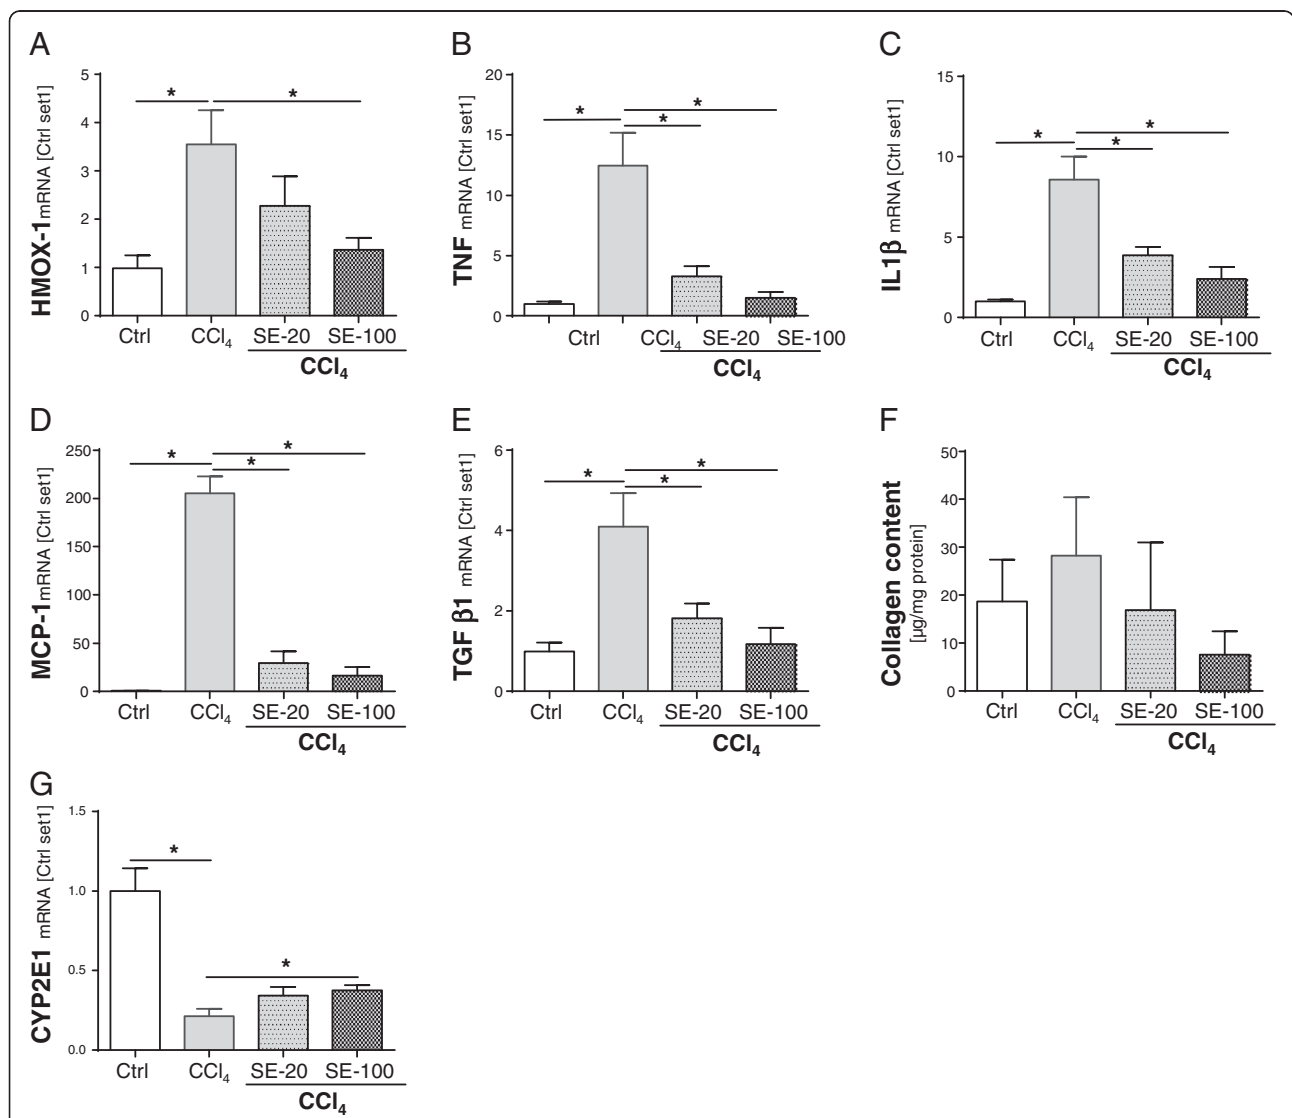 A
HMOX-1 mRNA [Ctrl set1]
5
4
3
2
1
0
*
*
Ctrl
CCl₄
SE-20
SE-100
CCl₄
B
TNF mRNA [Ctrl set1]
20
15
10
5
0
*
*
*
Ctrl
CCl₄
SE-20
SE-100
CCl₄
C
IL1β mRNA [Ctrl set1]
15
10
5
0
*
*
*
Ctrl
CCl₄
SE-20
SE-100
CCl₄
D
MCP-1 mRNA [Ctrl set1]
250
200
150
100
50
0
*
*
*
Ctrl
CCl₄
SE-20
SE-100
CCl₄
E
TGF β1 mRNA [Ctrl set1]
6
4
2
0
*
*
*
Ctrl
CCl₄
SE-20
SE-100
CCl₄
F
Collagen content
[µg/mg protein]
50
40
30
20
10
0
Ctrl
CCl₄
SE-20
SE-100
CCl₄
G
CYP2E1 mRNA [Ctrl set1]
1.5
1.0
0.5
0.0
*
*
Ctrl
CCl₄
SE-20
SE-100
CCl₄